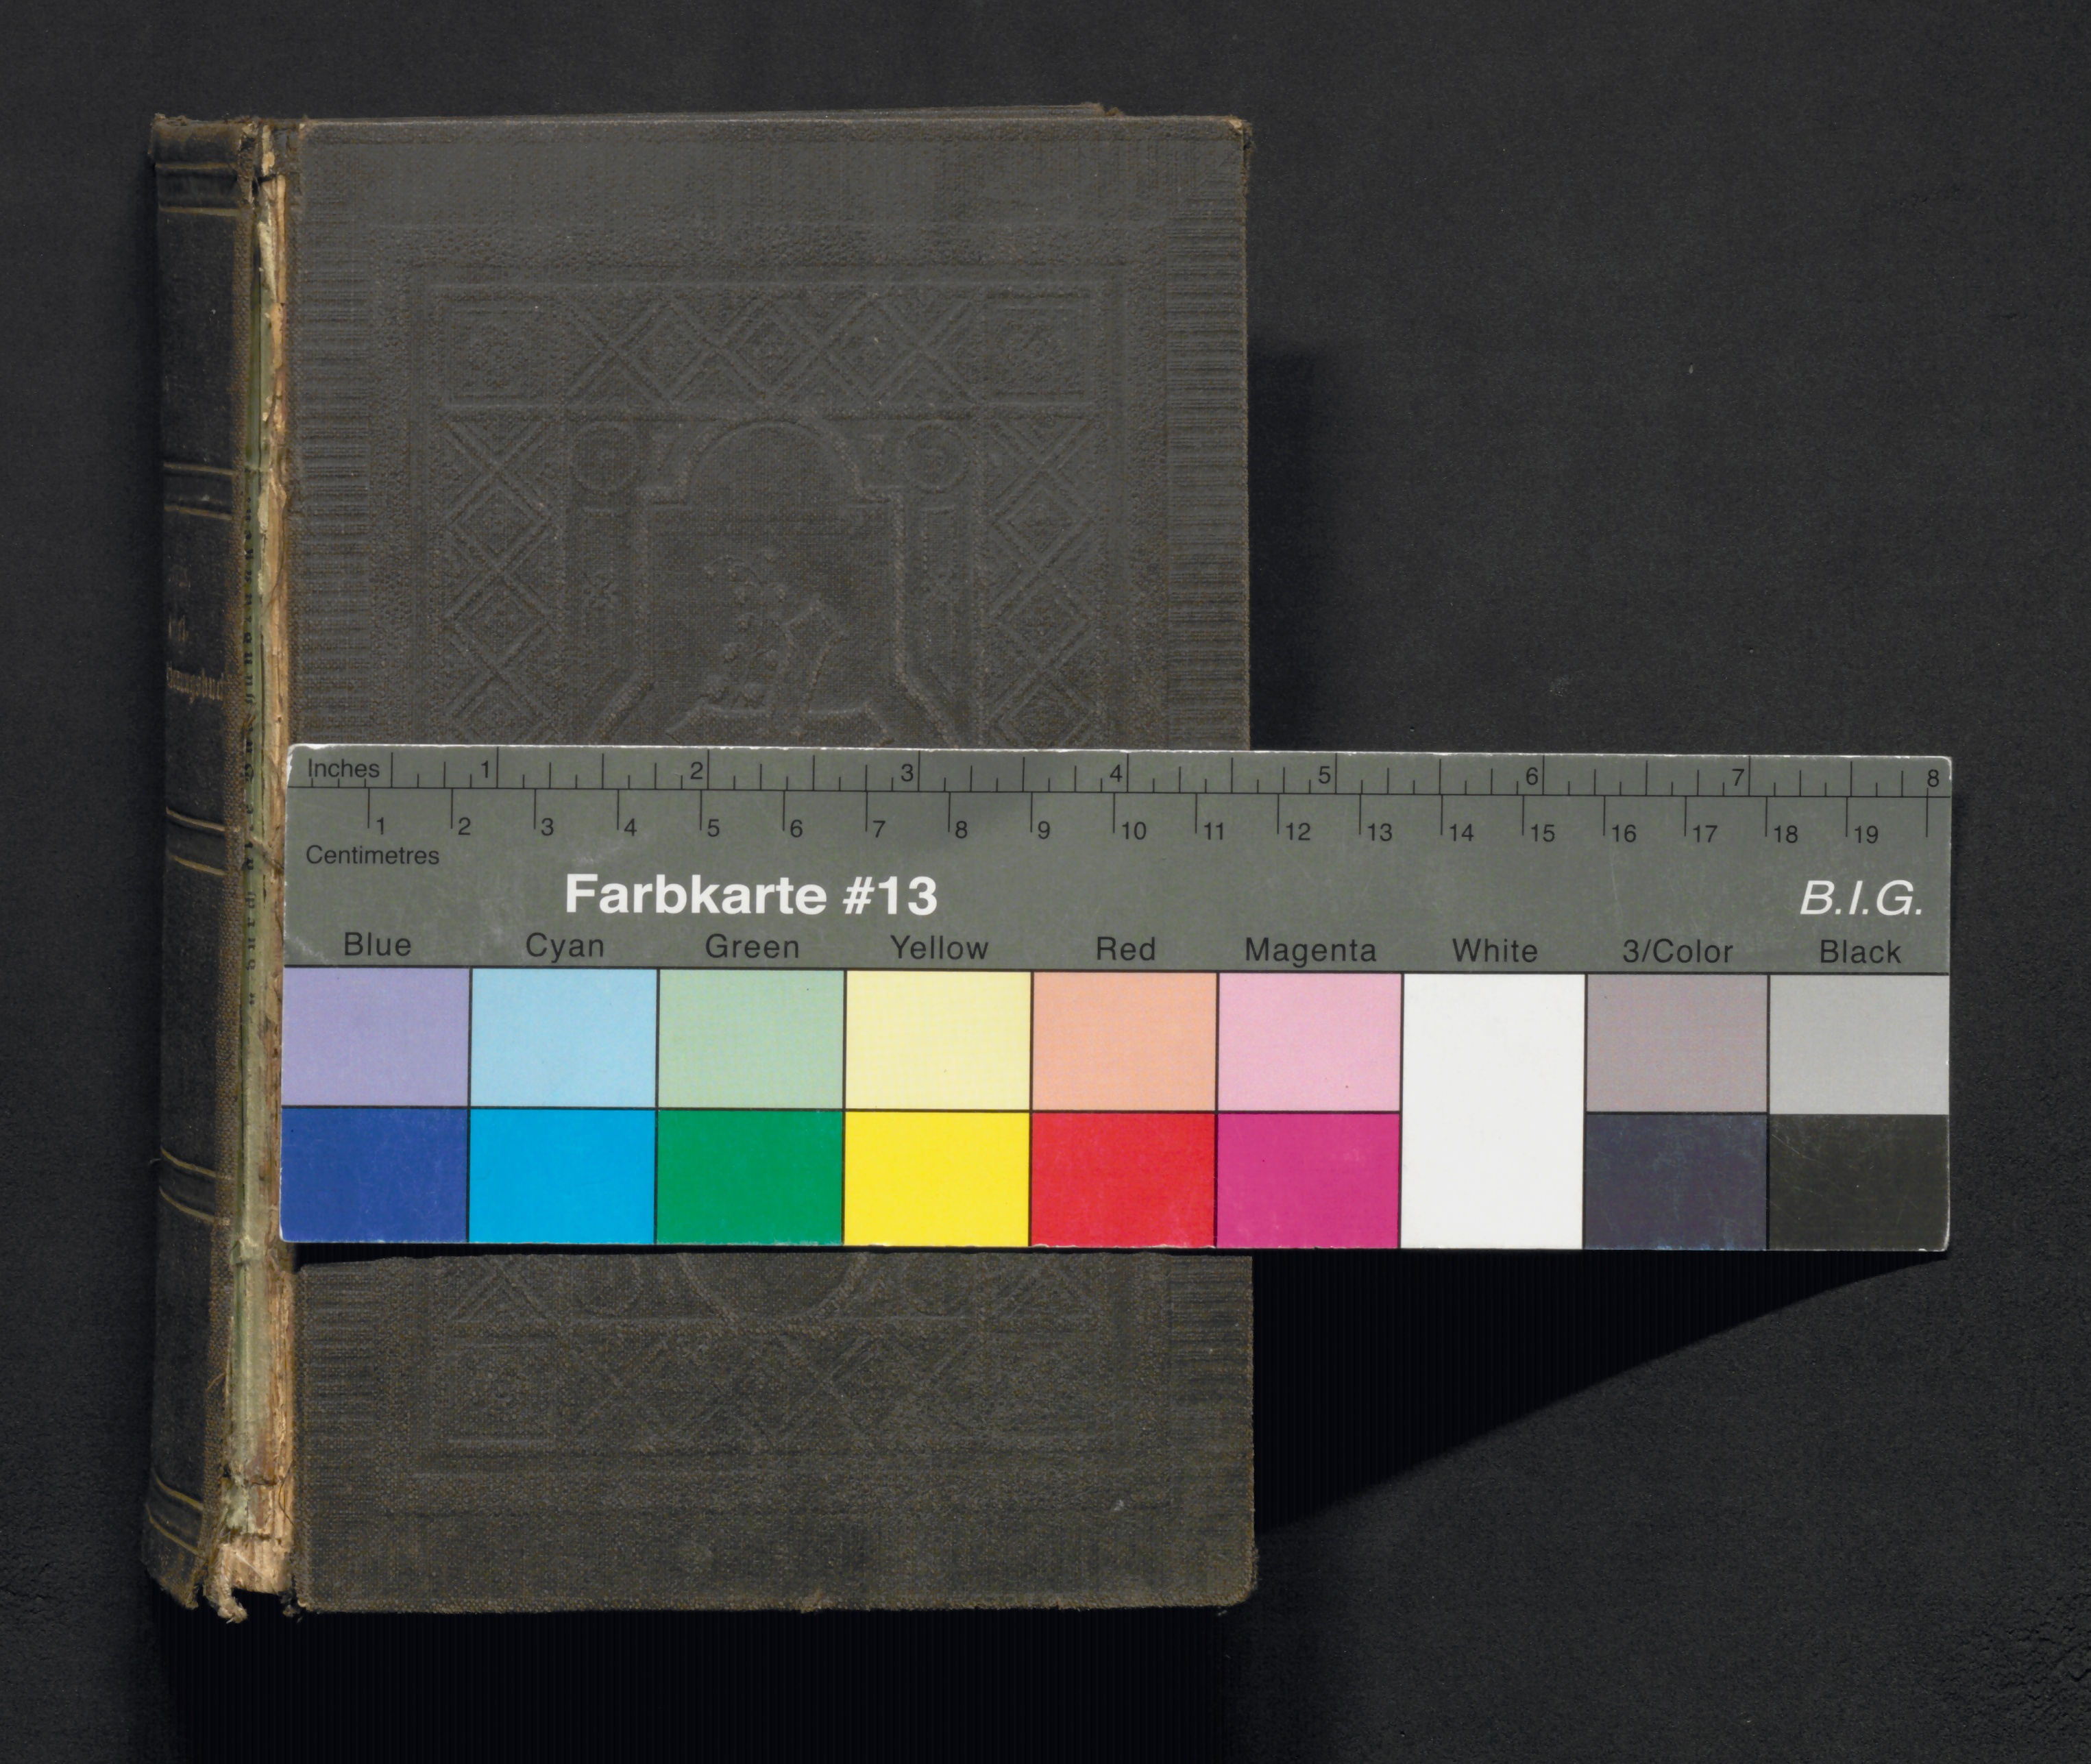 Inches 1 2 3 4 5 6 7 8
1 2 3 4 5 6 7 8 9 10 11 12 13 14 15 16 17 18 19
Centimetres
Farbkarte #13
B.I.G.
Blue Cyan Green Yellow Red Magenta White 3/Color Black